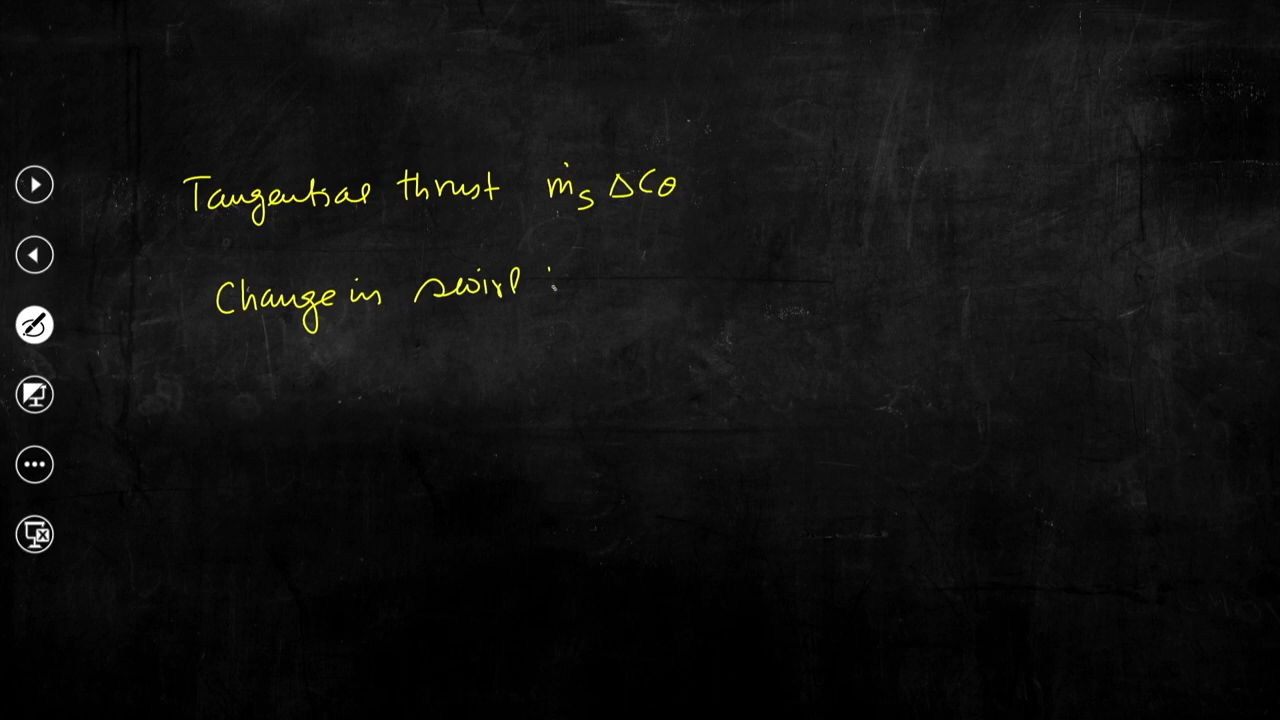 Tangential thrust ṁs ΔCθ
Change in swirl :